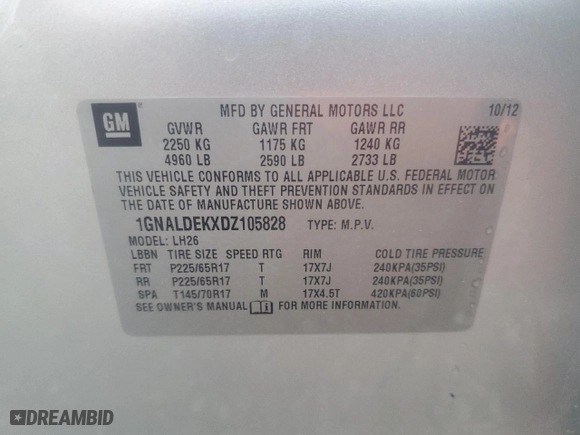 GM
MFD BY GENERAL MOTORS LLC 10/12
GVWR GAWR FRT GAWR RR
2250 KG 1175 KG 1240 KG
4960 LB 2590 LB 2733 LB
THIS VEHICLE CONFORMS TO ALL APPLICABLE U.S. FEDERAL MOTOR
VEHICLE SAFETY AND THEFT PREVENTION STANDARDS IN EFFECT ON
THE DATE OF MANUFACTURE SHOWN ABOVE.
1GNALDEKXDZ105828 TYPE: M.P.V.
MODEL: LH26
LBBN TIRE SIZE SPEED RTG RIM COLD TIRE PRESSURE
FRT P225/65R17 T 17X7J 240KPA(35PSI)
RR P225/65R17 T 17X7J 240KPA(35PSI)
SPA T145/70R17 M 17X4.5T 420KPA(60PSI)
SEE OWNER'S MANUAL FOR MORE INFORMATION.
DREAMBID